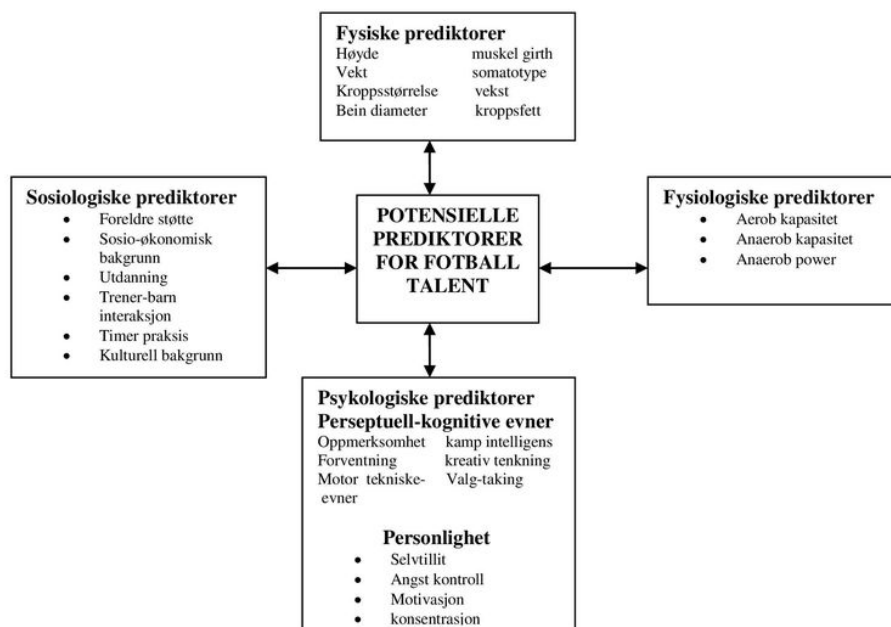 Fysiske prediktorer
Høyde muskel girth
Vekt somatotype
Kroppsstørrelse vekst
Bein diameter kroppsfett
Sosiologiske prediktorer
Foreldre støtte
Sosio-økonomisk
bakgrunn
Utdanning
Trener-barn
interaksjon
Timer praksis
Kulturell bakgrunn
POTENSIELLE
PREDIKTORER
FOR FOTBALL
TALENT
Fysiologiske prediktorer
Aerob kapasitet
Anaerob kapasitet
Anaerob power
Psykologiske prediktorer
Perseptuell-kognitive evner
Oppmerksomhet kamp intelligens
Forventning kreativ tenkning
Motor tekniske- Valg-taking
evner
Personlighet
Selvtillit
Angst kontroll
Motivasjon
konsentrasjon